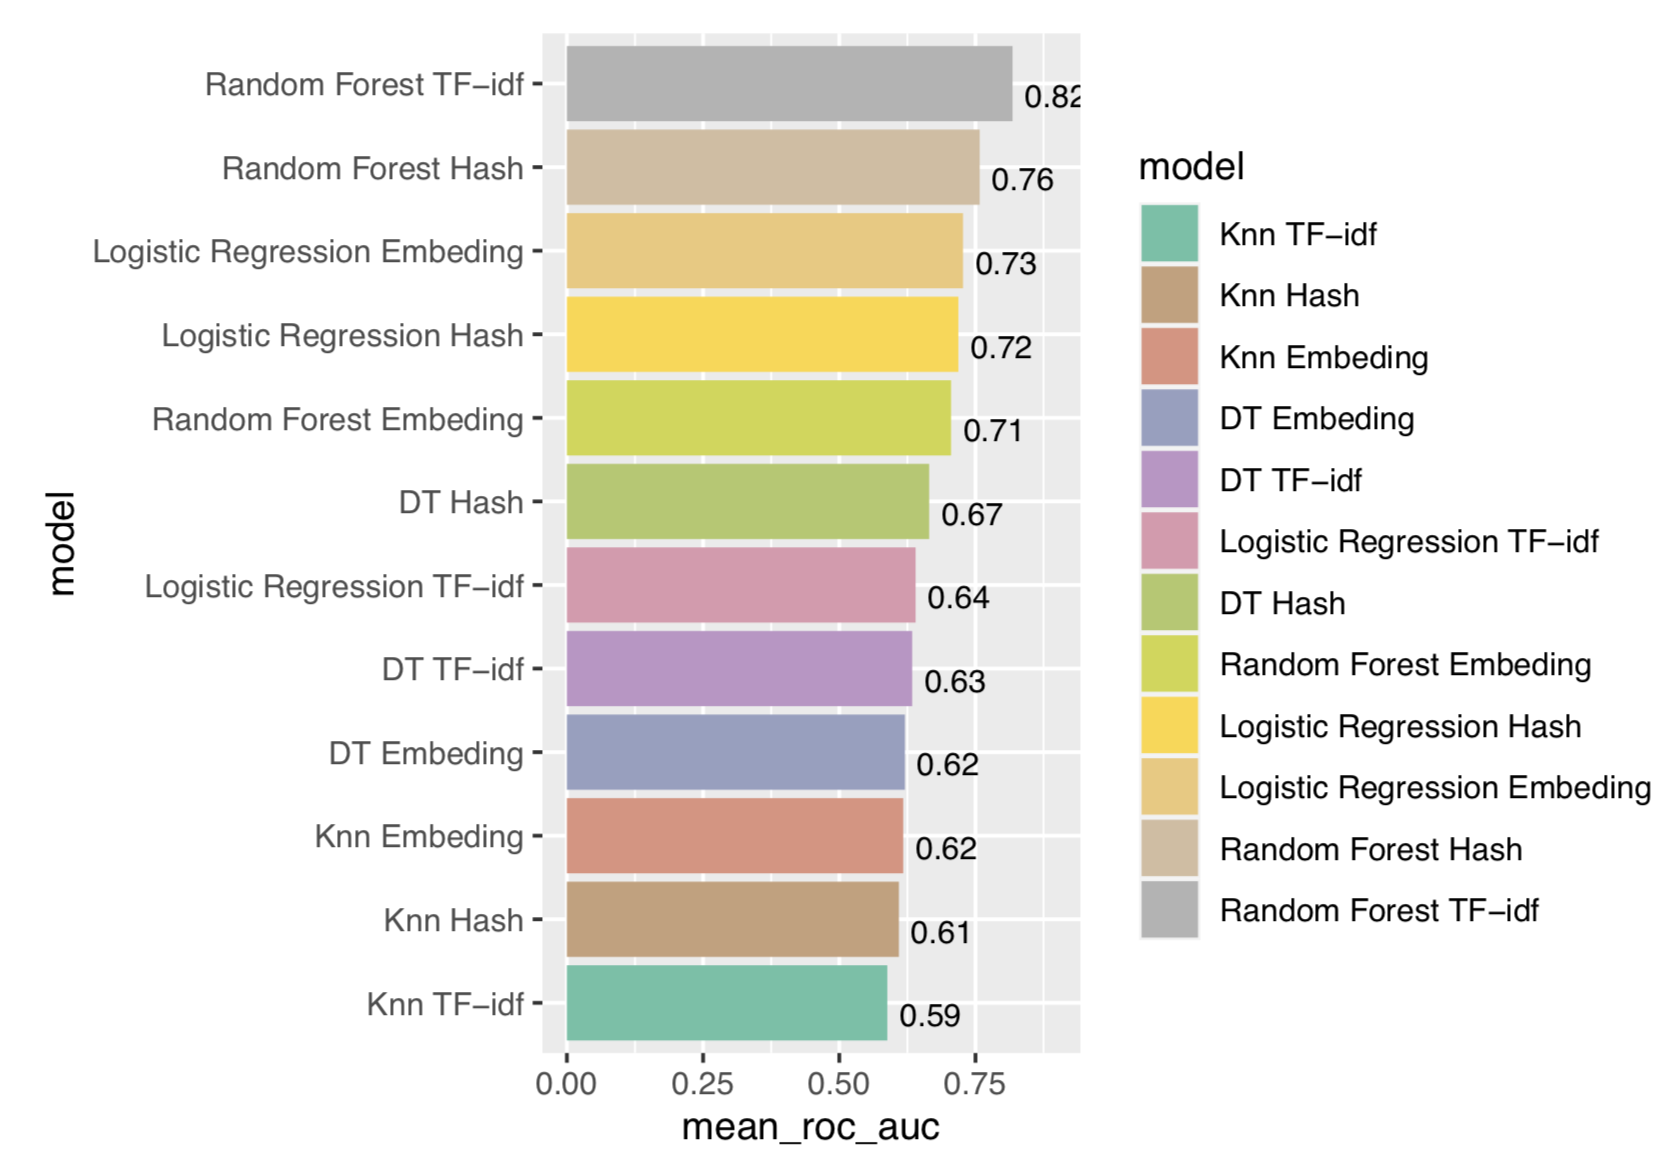 Random Forest TF−idf
0.82
Random Forest Hash
0.76
Logistic Regression Embeding
0.73
Logistic Regression Hash
0.72
Random Forest Embeding
0.71
DT Hash
0.67
Logistic Regression TF−idf
0.64
DT TF−idf
0.63
DT Embeding
0.62
Knn Embeding
0.62
Knn Hash
0.61
Knn TF−idf
0.59
model
0.00 0.25 0.50 0.75
mean_roc_auc
model
Knn TF−idf
Knn Hash
Knn Embeding
DT Embeding
DT TF−idf
Logistic Regression TF−idf
DT Hash
Random Forest Embeding
Logistic Regression Hash
Logistic Regression Embeding
Random Forest Hash
Random Forest TF−idf